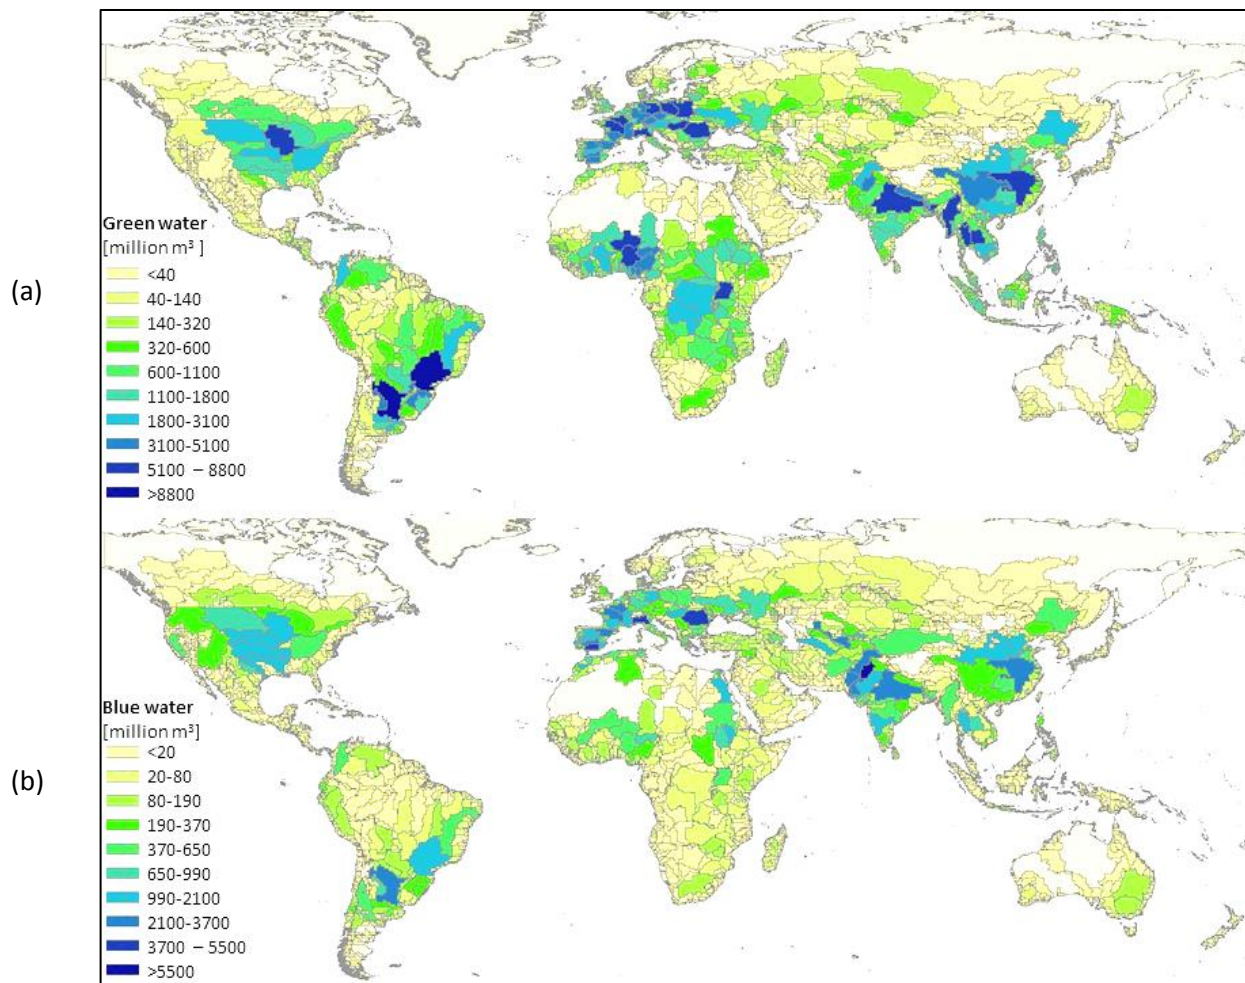 (a)
Green water
[million m³ ]
<40
40-140
140-320
320-600
600-1100
1100-1800
1800-3100
3100-5100
5100 – 8800
>8800
(b)
Blue water
[million m³]
<20
20-80
80-190
190-370
370-650
650-990
990-2100
2100-3700
3700 – 5500
>5500